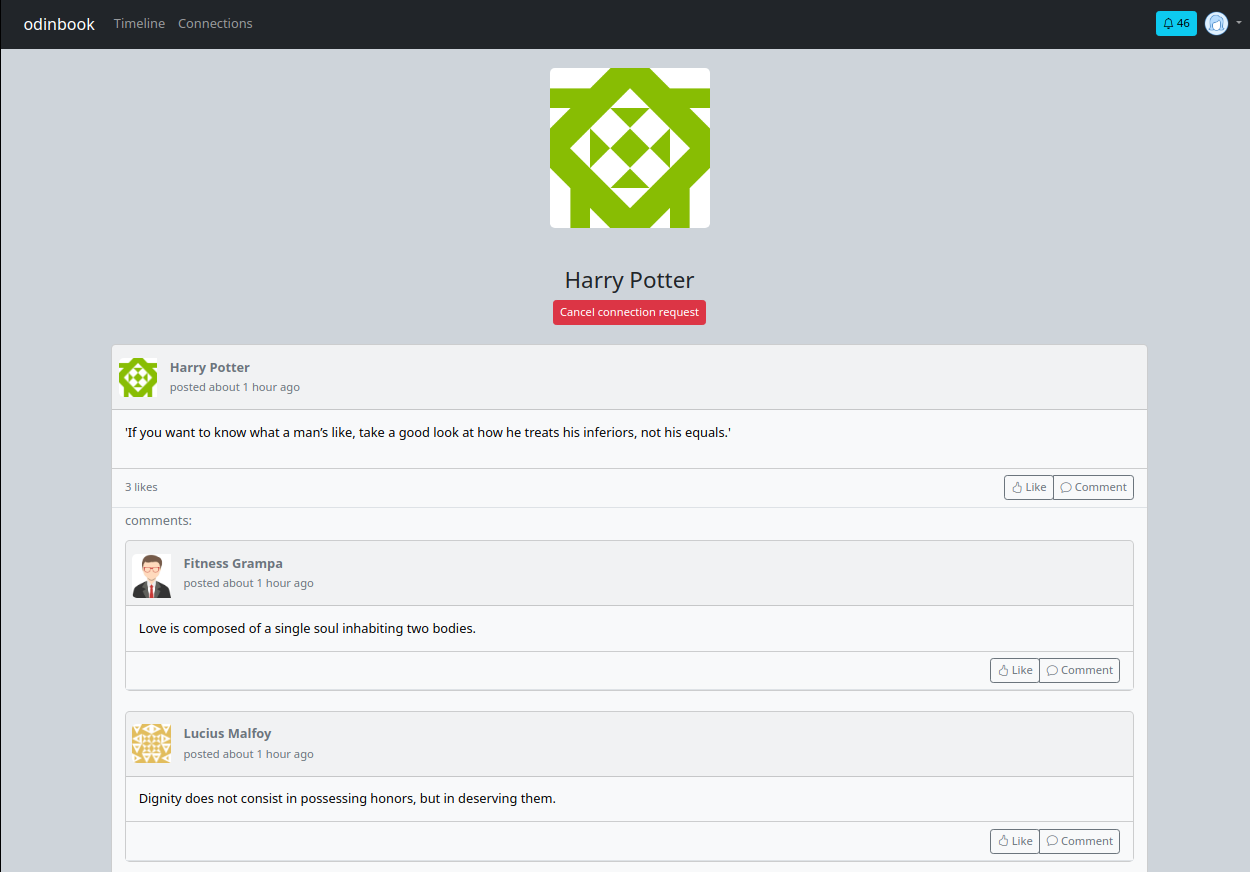 odinbook Timeline Connections 46
Harry Potter
Cancel connection request
Harry Potter
posted about 1 hour ago
'If you want to know what a man’s like, take a good look at how he treats his inferiors, not his equals.'
3 likes Like Comment
comments:
Fitness Grampa
posted about 1 hour ago
Love is composed of a single soul inhabiting two bodies.
Like Comment
Lucius Malfoy
posted about 1 hour ago
Dignity does not consist in possessing honors, but in deserving them.
Like Comment